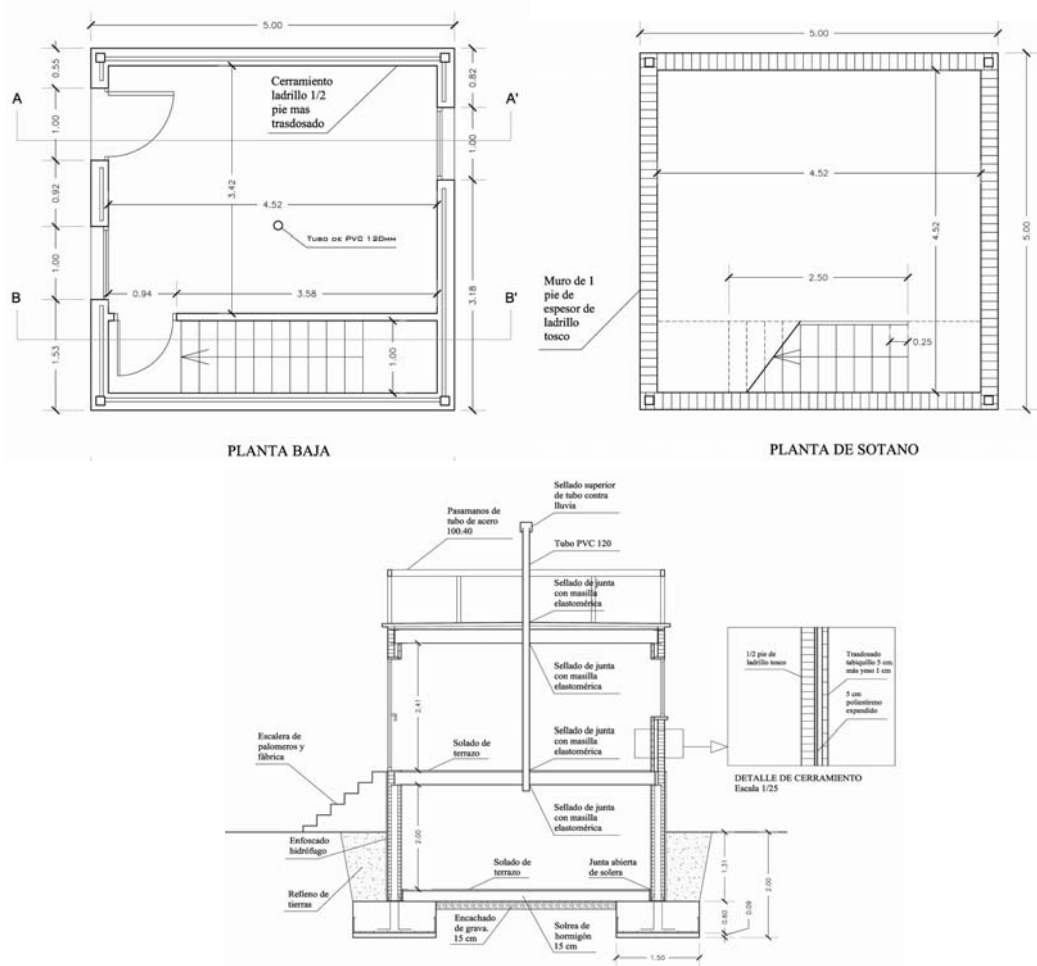 5.00
0.55
0.82
A
A'
Cerramiento
ladrillo 1/2
pie mas
trasdosado
1.00
1.00
3.42
0.92
4.52
Tubo de PVC 120mm
1.00
3.18
B
B'
0.94
3.58
1.53
1.00
PLANTA BAJA
5.00
4.52
4.52
5.00
Muro de 1
pie de
espesor de
ladrillo
tosco
2.50
0.25
PLANTA DE SOTANO
Sellado superior
de tubo contra
lluvia
Pasamanos de
tubo de acero
100.40
Tubo PVC 120
Sellado de junta
con masilla
elastomérica
Sellado de junta
con masilla
elastomérica
2.41
Sellado de junta
con masilla
elastomérica
Solado de
terrazo
Escalera de
palomeros y
fábrica
Sellado de junta
con masilla
elastomérica
2.00
Enfoscado
hidrófugo
Solado de
terrazo
Junta abierta
de solera
Relleno de
tierras
Encachado
de grava.
15 cm
Solrea de
hormigón
15 cm
1.31
2.00
0.60
0.09
1.50
1/2 pie de
ladrillo tosco
Trasdosado
tabiquillo 5 cm.
más yeso 1 cm
5 cm
poliestireno
expandido
DETALLE DE CERRAMIENTO
Escala 1/25